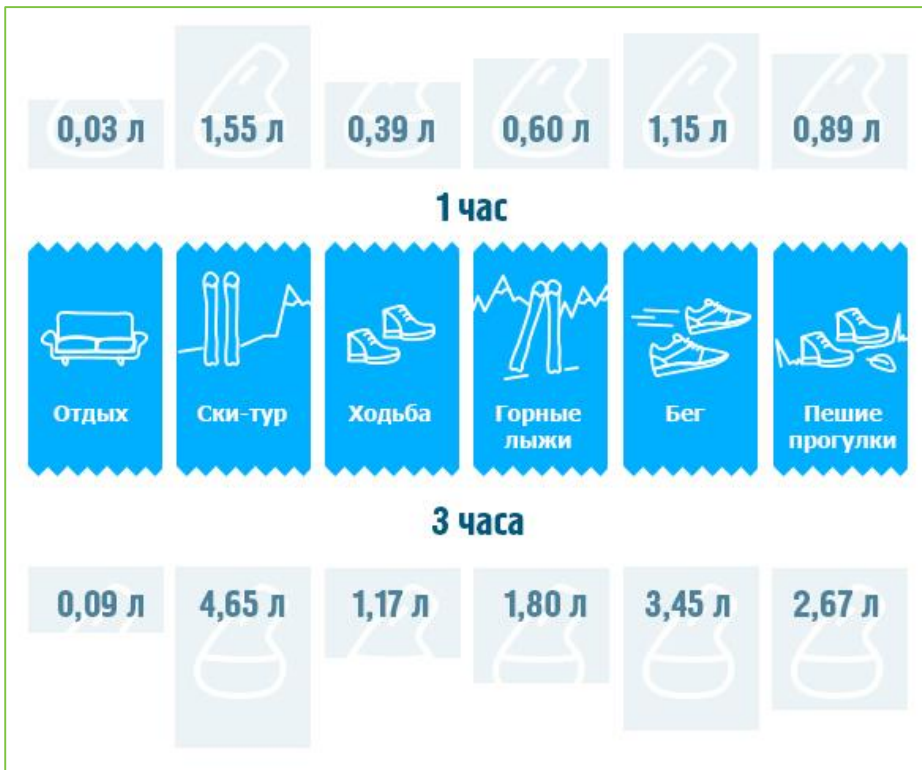 0,03 л 1,55 л 0,39 л 0,60 л 1,15 л 0,89 л
1 час
Отдых Ски-тур Ходьба Горные лыжи Бег Пешие прогулки
3 часа
0,09 л 4,65 л 1,17 л 1,80 л 3,45 л 2,67 л